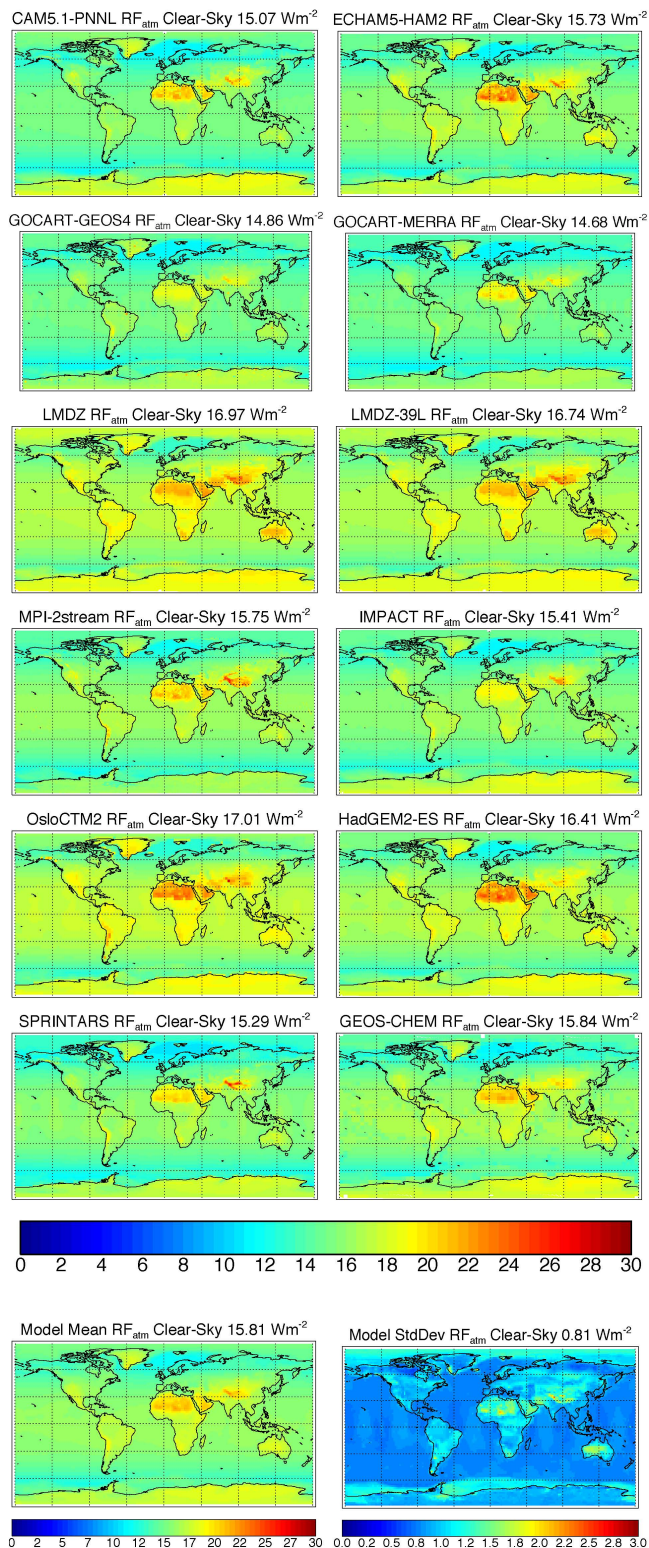 CAM5.1-PNNL RFatm Clear-Sky 15.07 Wm-2
ECHAM5-HAM2 RFatm Clear-Sky 15.73 Wm-2
GOCART-GEOS4 RFatm Clear-Sky 14.86 Wm-2
GOCART-MERRA RFatm Clear-Sky 14.68 Wm-2
LMDZ RFatm Clear-Sky 16.97 Wm-2
LMDZ-39L RFatm Clear-Sky 16.74 Wm-2
MPI-2stream RFatm Clear-Sky 15.75 Wm-2
IMPACT RFatm Clear-Sky 15.41 Wm-2
OsloCTM2 RFatm Clear-Sky 17.01 Wm-2
HadGEM2-ES RFatm Clear-Sky 16.41 Wm-2
SPRINTARS RFatm Clear-Sky 15.29 Wm-2
GEOS-CHEM RFatm Clear-Sky 15.84 Wm-2
0 2 4 6 8 10 12 14 16 18 20 22 24 26 28 30
Model Mean RFatm Clear-Sky 15.81 Wm-2
Model StdDev RFatm Clear-Sky 0.81 Wm-2
0 2 5 7 10 12 15 17 20 22 25 27 30
0.0 0.2 0.5 0.8 1.0 1.2 1.5 1.8 2.0 2.2 2.5 2.8 3.0